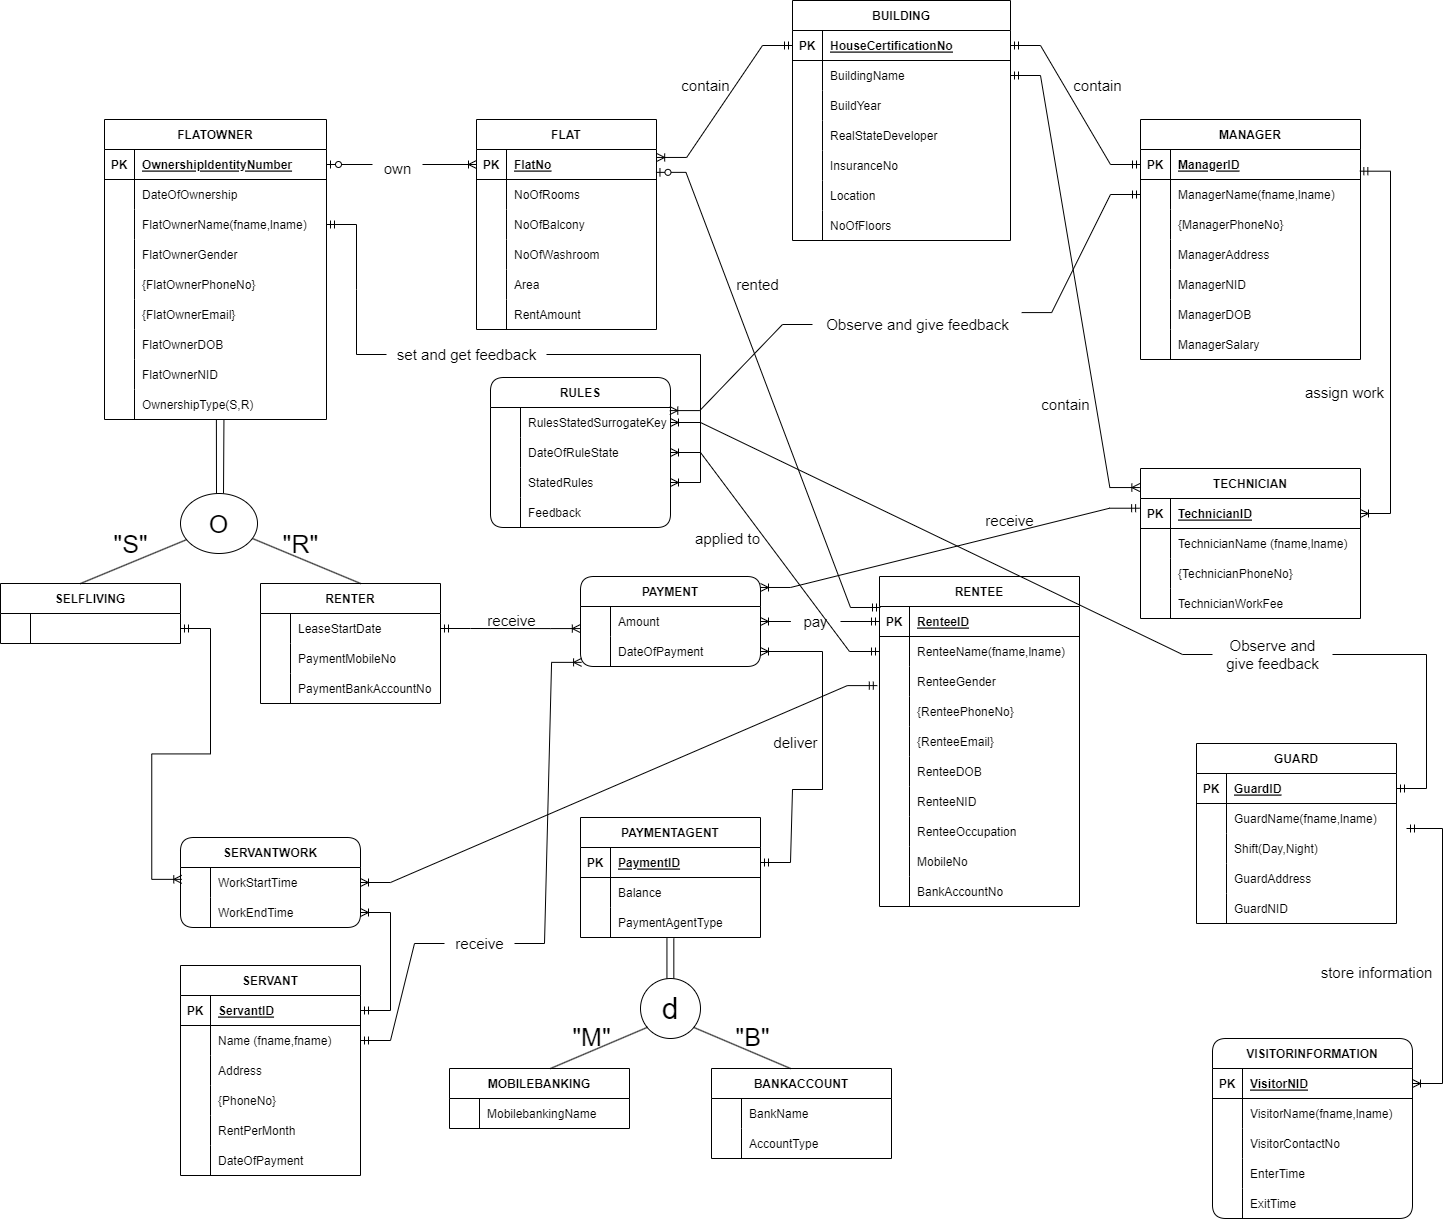 BUILDING
PK HouseCertificationNo
BuildingName
BuildYear
RealStateDeveloper
InsuranceNo
Location
NoOfFloors
contain
contain
FLATOWNER
PK OwnershipIdentityNumber
DateOfOwnership
FlatOwnerName(fname,lname)
FlatOwnerGender
{FlatOwnerPhoneNo}
{FlatOwnerEmail}
FlatOwnerDOB
FlatOwnerNID
OwnershipType(S,R)
own
FLAT
PK FlatNo
NoOfRooms
NoOfBalcony
NoOfWashroom
Area
RentAmount
MANAGER
PK ManagerID
ManagerName(fname,lname)
{ManagerPhoneNo}
ManagerAddress
ManagerNID
ManagerDOB
ManagerSalary
rented
Observe and give feedback
set and get feedback
contain
assign work
RULES
RulesStatedSurrogateKey
DateOfRuleState
StatedRules
Feedback
TECHNICIAN
PK TechnicianID
TechnicianName (fname,lname)
{TechnicianPhoneNo}
TechnicianWorkFee
O
"S"
"R"
applied to
receive
SELFLIVING
RENTER
LeaseStartDate
PaymentMobileNo
PaymentBankAccountNo
receive
PAYMENT
Amount
DateOfPayment
pay
RENTEE
PK RenteeID
RenteeName(fname,lname)
RenteeGender
{RenteePhoneNo}
{RenteeEmail}
RenteeDOB
RenteeNID
RenteeOccupation
MobileNo
BankAccountNo
Observe and
give feedback
deliver
GUARD
PK GuardID
GuardName(fname,lname)
Shift(Day,Night)
GuardAddress
GuardNID
SERVANTWORK
WorkStartTime
WorkEndTime
PAYMENTAGENT
PK PaymentID
Balance
PaymentAgentType
receive
store information
SERVANT
PK ServantID
Name (fname,fname)
Address
{PhoneNo}
RentPerMonth
DateOfPayment
d
"M"
"B"
MOBILEBANKING
MobilebankingName
BANKACCOUNT
BankName
AccountType
VISITORINFORMATION
PK VisitorNID
VisitorName(fname,lname)
VisitorContactNo
EnterTime
ExitTime